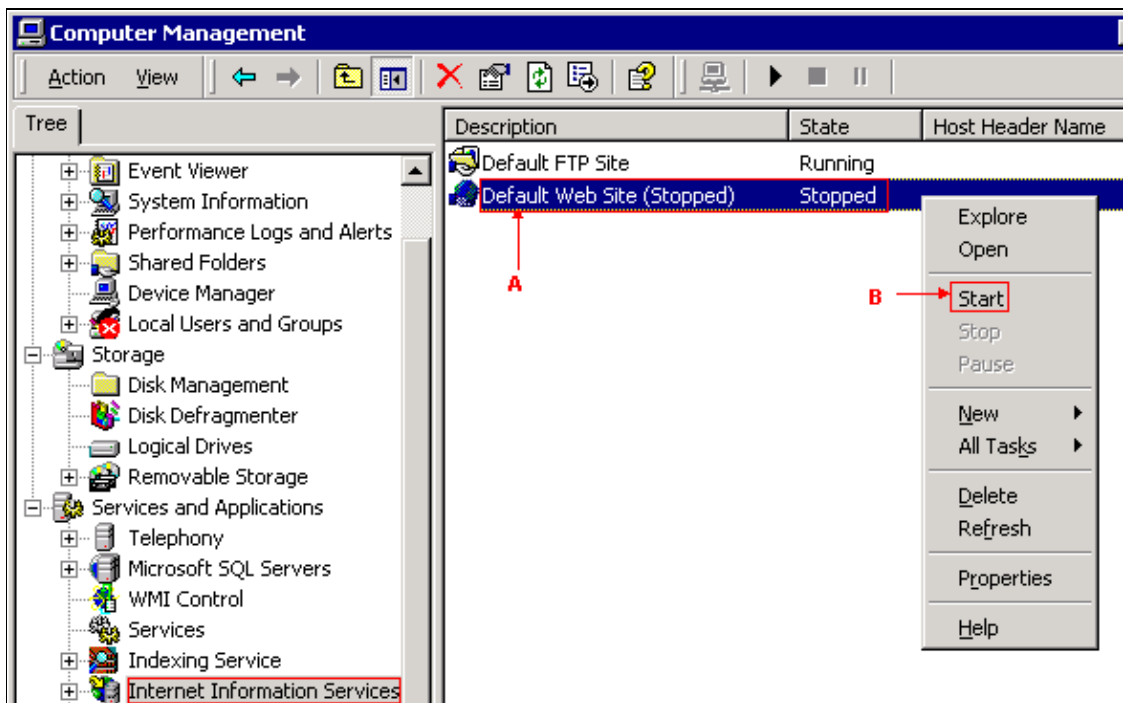 Computer Management
Action View
Tree
Description State Host Header Name
Event Viewer
System Information
Performance Logs and Alerts
Shared Folders
Device Manager
Local Users and Groups
Storage
Disk Management
Disk Defragmenter
Logical Drives
Removable Storage
Services and Applications
Telephony
Microsoft SQL Servers
WMI Control
Services
Indexing Service
Internet Information Services
Default FTP Site Running
Default Web Site (Stopped) Stopped
A
B
Explore
Open
Start
Stop
Pause
New
All Tasks
Delete
Refresh
Properties
Help